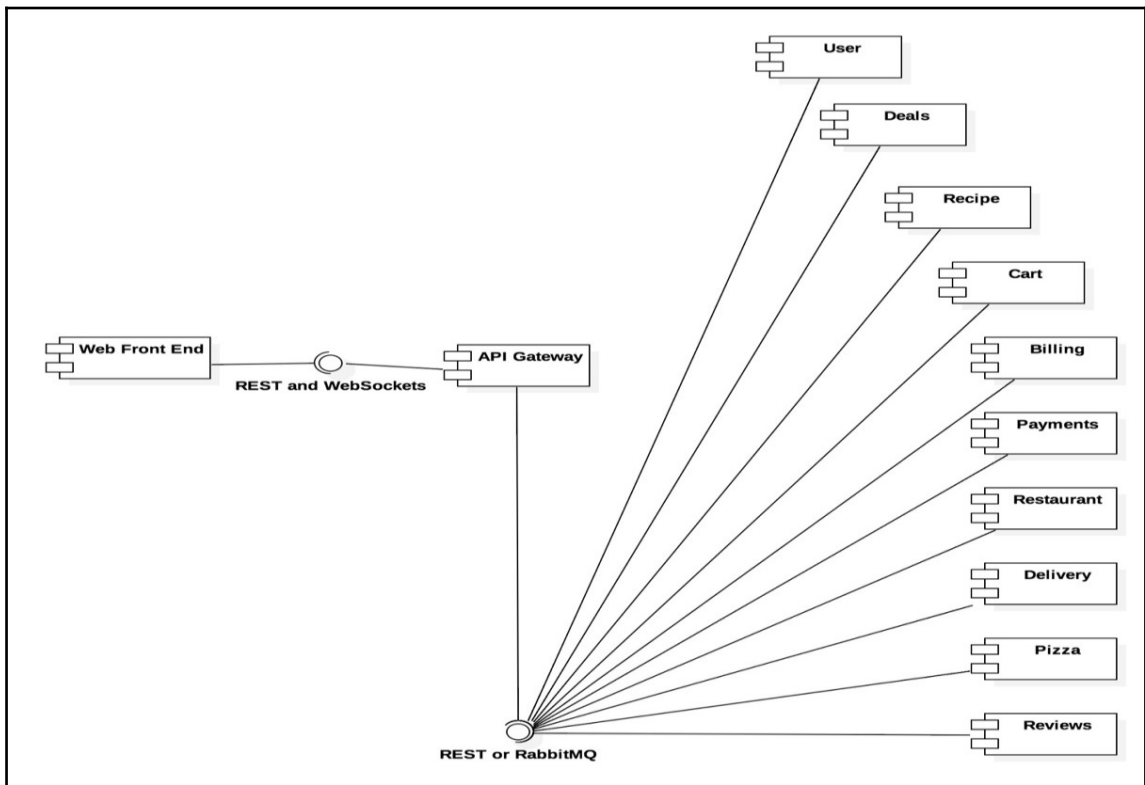 User
Deals
Recipe
Cart
Web Front End
REST and WebSockets
API Gateway
Billing
Payments
Restaurant
Delivery
Pizza
Reviews
REST or RabbitMQ